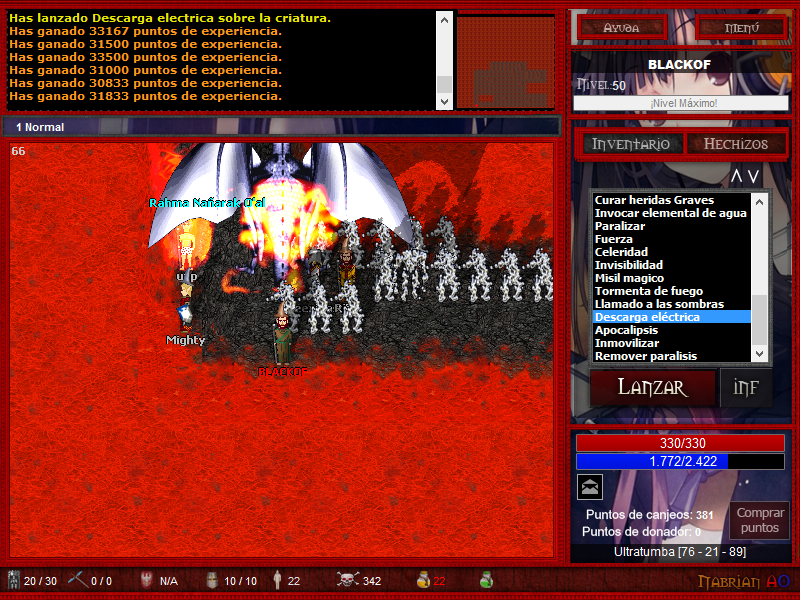 Has lanzado Descarga electrica sobre la criatura.
Has ganado 33167 puntos de experiencia.
Has ganado 31500 puntos de experiencia.
Has ganado 33500 puntos de experiencia.
Has ganado 31000 puntos de experiencia.
Has ganado 30833 puntos de experiencia.
Has ganado 31833 puntos de experiencia.
Ayuda
Menú
BLACKOF
Nivel: 50
¡Nivel Máximo!
1 Normal
Inventario
Hechizos
66
Rahma Nañarak O'al
Mighty
BLACKOF
Curar heridas Graves
Invocar elemental de agua
Paralizar
Fuerza
Celeridad
Invisibilidad
Misil magico
Tormenta de fuego
Llamado a las sombras
Descarga eléctrica
Apocalipsis
Inmovilizar
Remover paralisis
Lanzar
INF
330/330
1.772/2.422
Puntos de canjeos: 381
Puntos de donador: 0
Comprar puntos
Ultratumba [76 - 21 - 89]
20 / 30
0 / 0
N/A
10 / 10
22
342
22
Nabrian AO